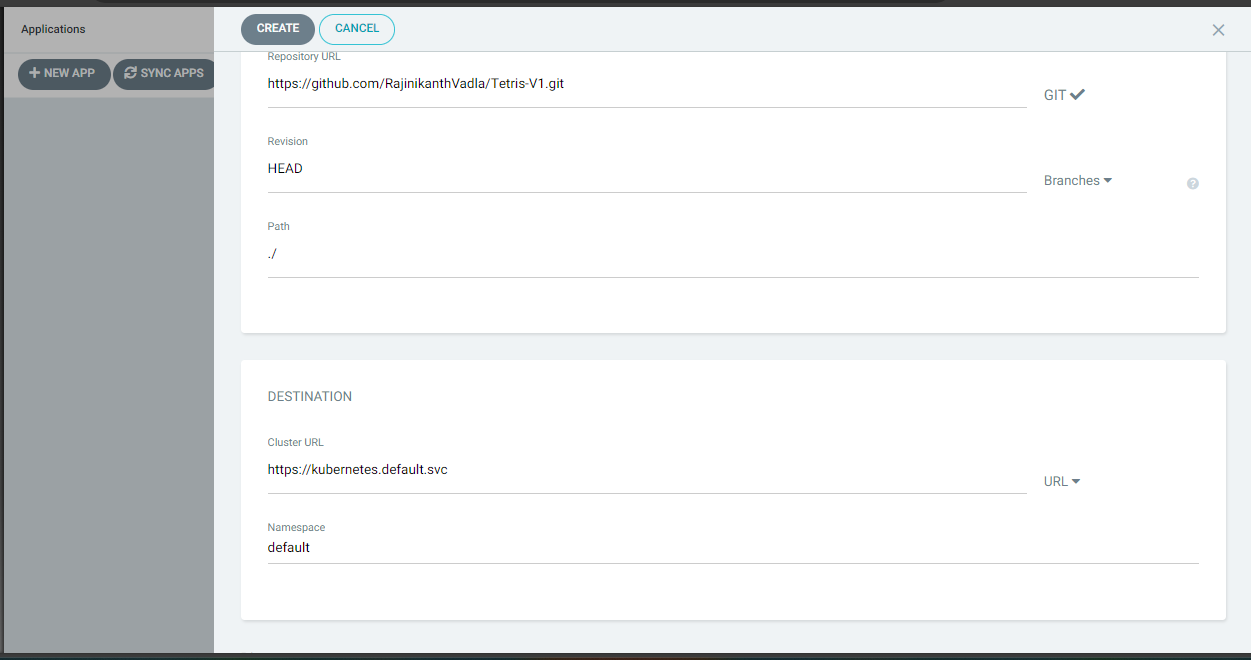 Applications
NEW APP
SYNC APPS
CREATE
CANCEL
Repository URL
https://github.com/RajinikanthVadla/Tetris-V1.git
GIT
Revision
HEAD
Branches
?
Path
./
DESTINATION
Cluster URL
https://kubernetes.default.svc
URL
Namespace
default